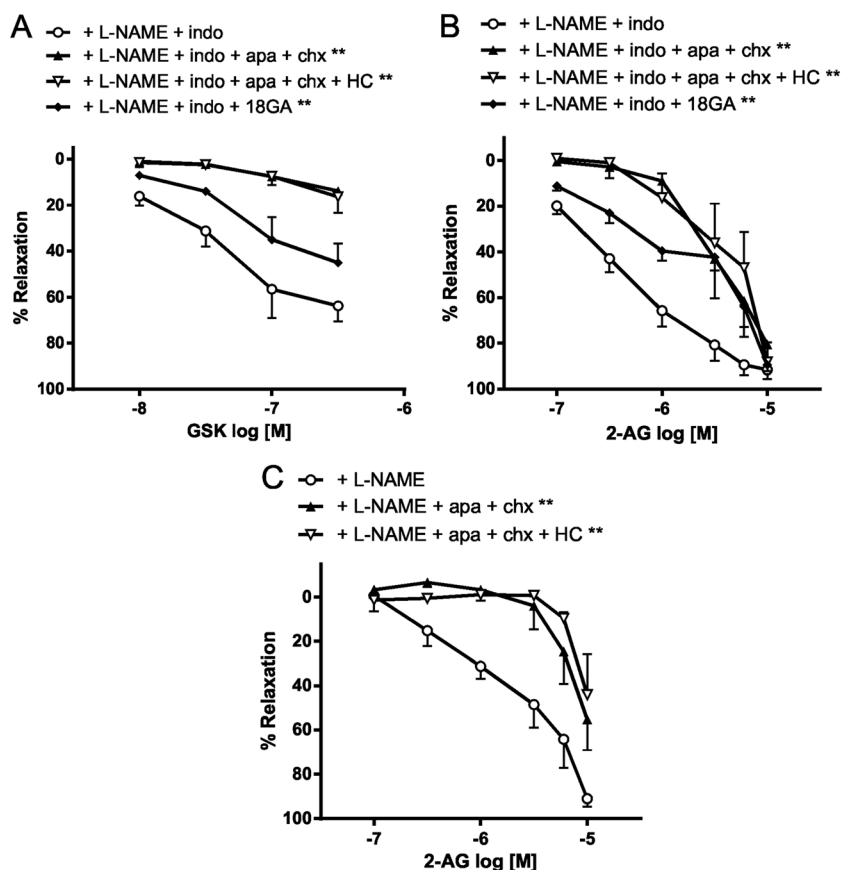 A
+ L-NAME + indo
+ L-NAME + indo + apa + chx **
+ L-NAME + indo + apa + chx + HC **
+ L-NAME + indo + 18GA **
0
20
40
60
80
100
% Relaxation
-8
-7
-6
GSK log [M]
B
+ L-NAME + indo
+ L-NAME + indo + apa + chx **
+ L-NAME + indo + apa + chx + HC **
+ L-NAME + indo + 18GA **
0
20
40
60
80
100
% Relaxation
-7
-6
-5
2-AG log [M]
C
+ L-NAME
+ L-NAME + apa + chx **
+ L-NAME + apa + chx + HC **
0
20
40
60
80
100
% Relaxation
-7
-6
-5
2-AG log [M]